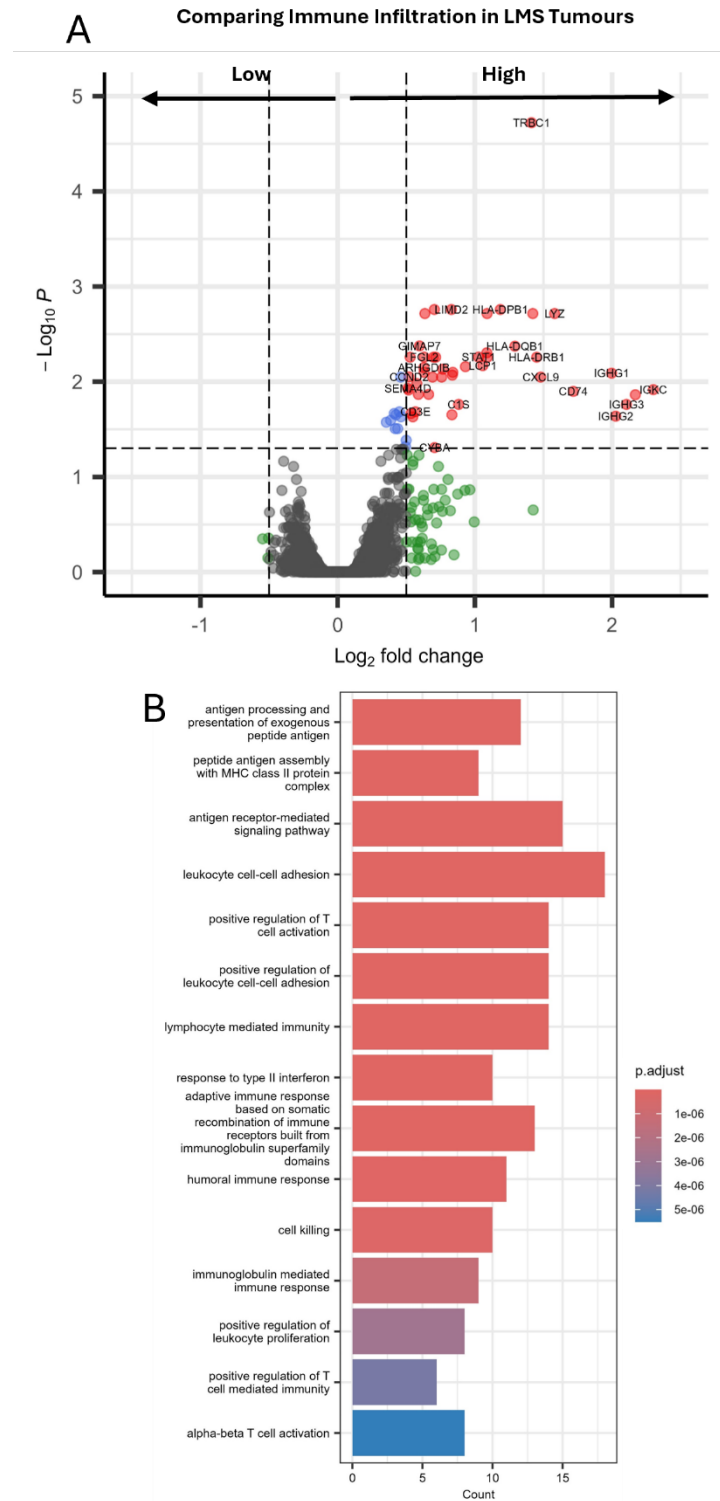 A
Comparing Immune Infiltration in LMS Tumours
Low
High
5
4
3
2
1
0
– Log10 P
TRBC1
LIMD2
HLA-DPB1
LYZ
GIMAP7
HLA-DQB1
FGL2
STAT1
HLA-DRB1
ARHGDIB
LCP1
CCND2
CXCL9
IGHG1
SEMA4D
CD74
IGKC
CD3E
C1S
IGHG3
IGHG2
CYBA
-1
0
1
2
Log2 fold change
B
antigen processing and
presentation of exogenous
peptide antigen
peptide antigen assembly
with MHC class II protein
complex
antigen receptor-mediated
signaling pathway
leukocyte cell-cell adhesion
positive regulation of T
cell activation
positive regulation of
leukocyte cell-cell adhesion
lymphocyte mediated immunity
response to type II interferon
adaptive immune response
based on somatic
recombination of immune
receptors built from
immunoglobulin superfamily
domains
humoral immune response
cell killing
immunoglobulin mediated
immune response
positive regulation of
leukocyte proliferation
positive regulation of T
cell mediated immunity
alpha-beta T cell activation
0
5
10
15
Count
p.adjust
1e-06
2e-06
3e-06
4e-06
5e-06